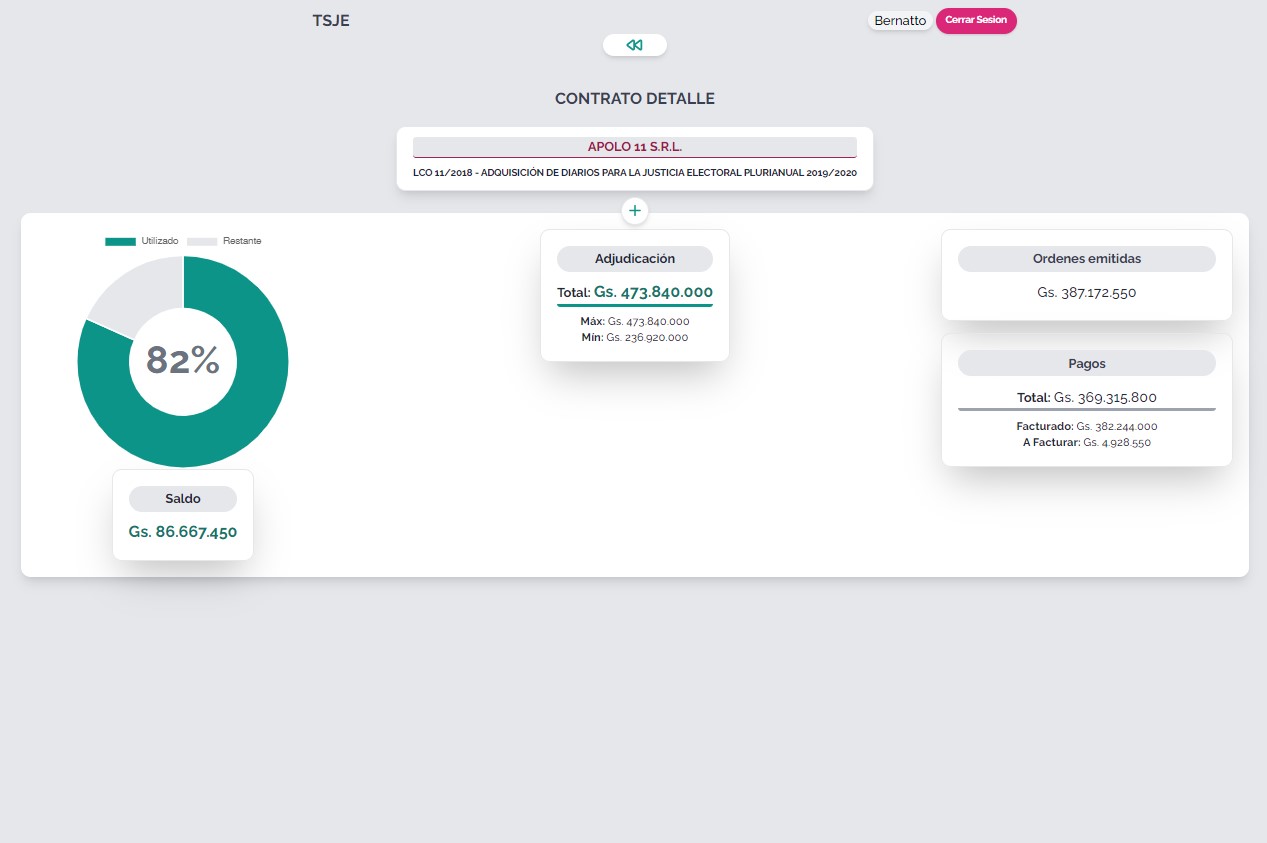 TSJE
Bernatto
Cerrar Sesion
CONTRATO DETALLE
APOLO 11 S.R.L.
LCO 11/2018 - ADQUISICIÓN DE DIARIOS PARA LA JUSTICIA ELECTORAL PLURIANUAL 2019/2020
Utilizado
Restante
82%
Saldo
Gs. 86.667.450
Adjudicación
Total: Gs. 473.840.000
Máx: Gs. 473.840.000
Mín: Gs. 236.920.000
Ordenes emitidas
Gs. 387.172.550
Pagos
Total: Gs. 369.315.800
Facturado: Gs. 382.244.000
A Facturar: Gs. 4.928.550